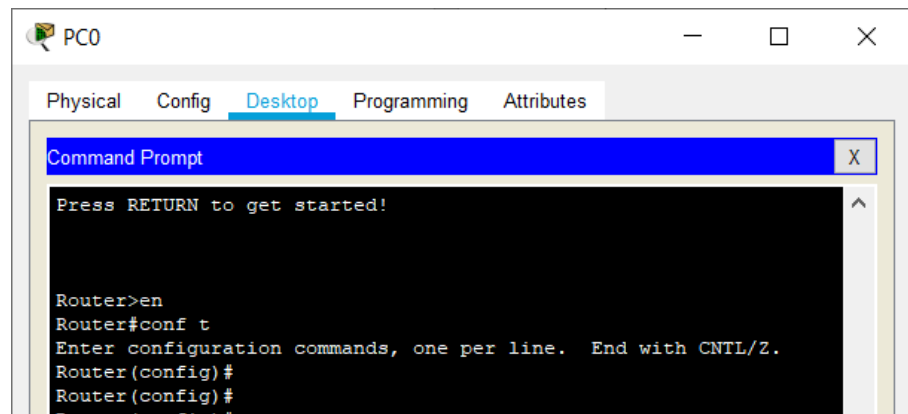 PC0
Physical Config Desktop Programming Attributes
Command Prompt X
Press RETURN to get started!
Router>en
Router#conf t
Enter configuration commands, one per line.  End with CNTL/Z.
Router(config)#
Router(config)#